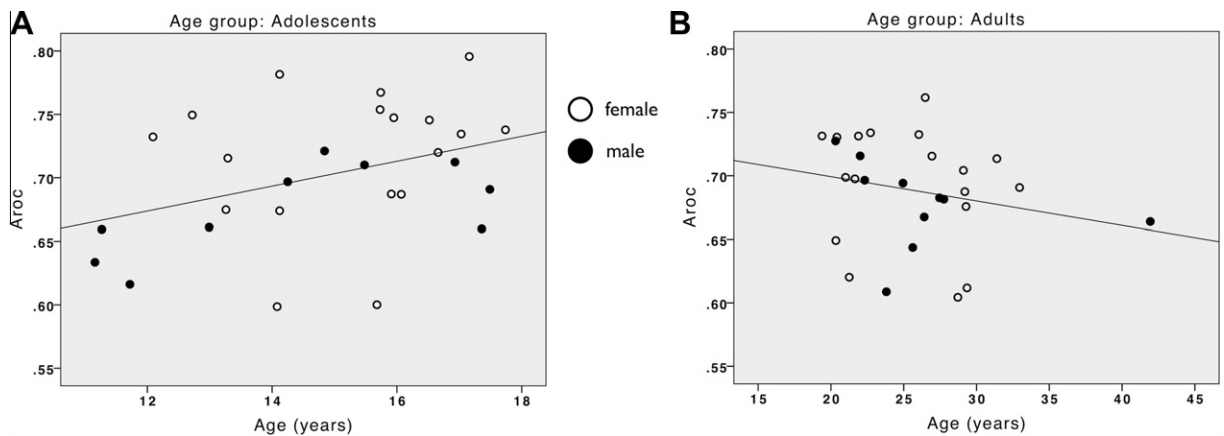 A
Age group: Adolescents
.80
.75
.70
.65
.60
.55
Aroc
12 14 16 18
Age (years)
female
male
B
Age group: Adults
.80
.75
.70
.65
.60
.55
Aroc
15 20 25 30 35 40 45
Age (years)